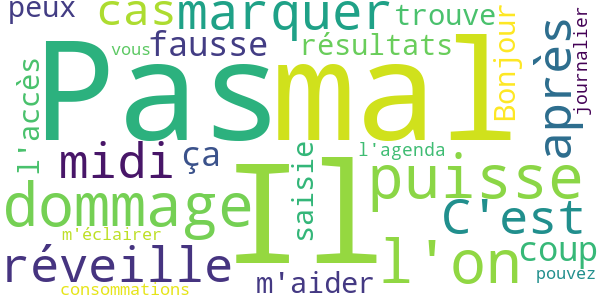 peux
cas
marquer
trouve
Pas
mal
vous
fausse
résultats
Bonjour
après
journalier
l'accès
midi
ça
saisie
l'agenda
dommage
Il
puisse
C'est
m'éclairer
réveille
l'on
coup
consommations
m'aider
pouvez